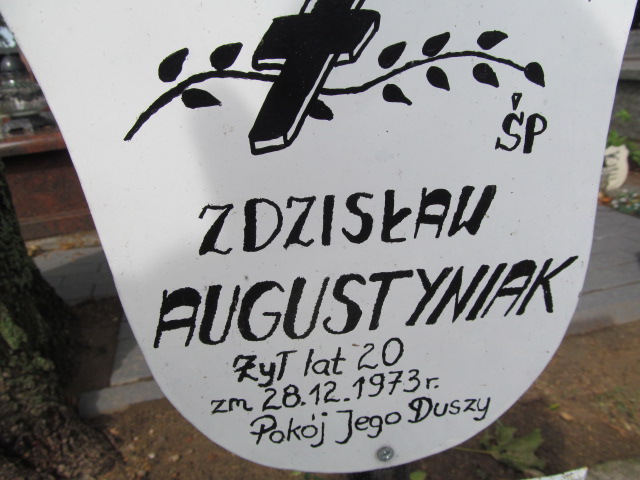 ŚP
ZDZISŁAW
AUGUSTYNIAK
ŻyŁ lat 20
zm 28.12.1973 r.
Pokój Jego Duszy